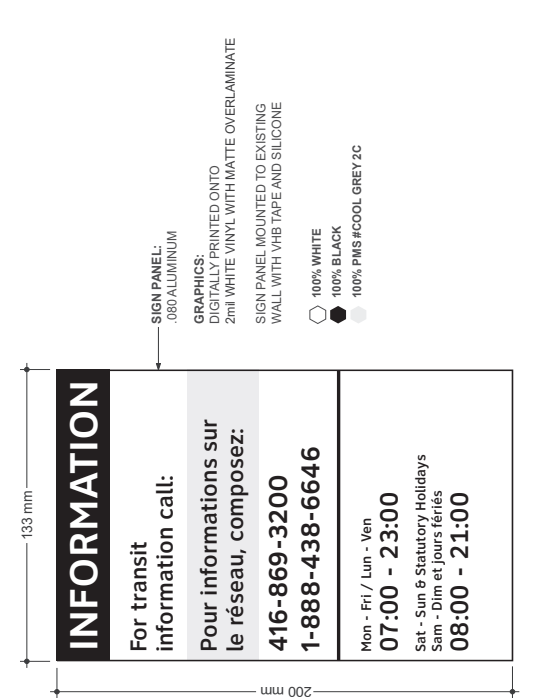 133 mm
200 mm
INFORMATION
For transit
information call:
Pour informations sur
le réseau, composez:
416-869-3200
1-888-438-6646
Mon - Fri / Lun - Ven
07:00 - 23:00
Sat - Sun & Statutory Holidays
Sam - Dim et jours fériés
08:00 - 21:00
SIGN PANEL:
.080 ALUMINUM
GRAPHICS:
DIGITALLY PRINTED ONTO
2mil WHITE VINYL WITH MATTE OVERLAMINATE
SIGN PANEL MOUNTED TO EXISTING
WALL WITH VHB TAPE AND SILICONE
100% WHITE
100% BLACK
100% PMS#COOL GREY 2C